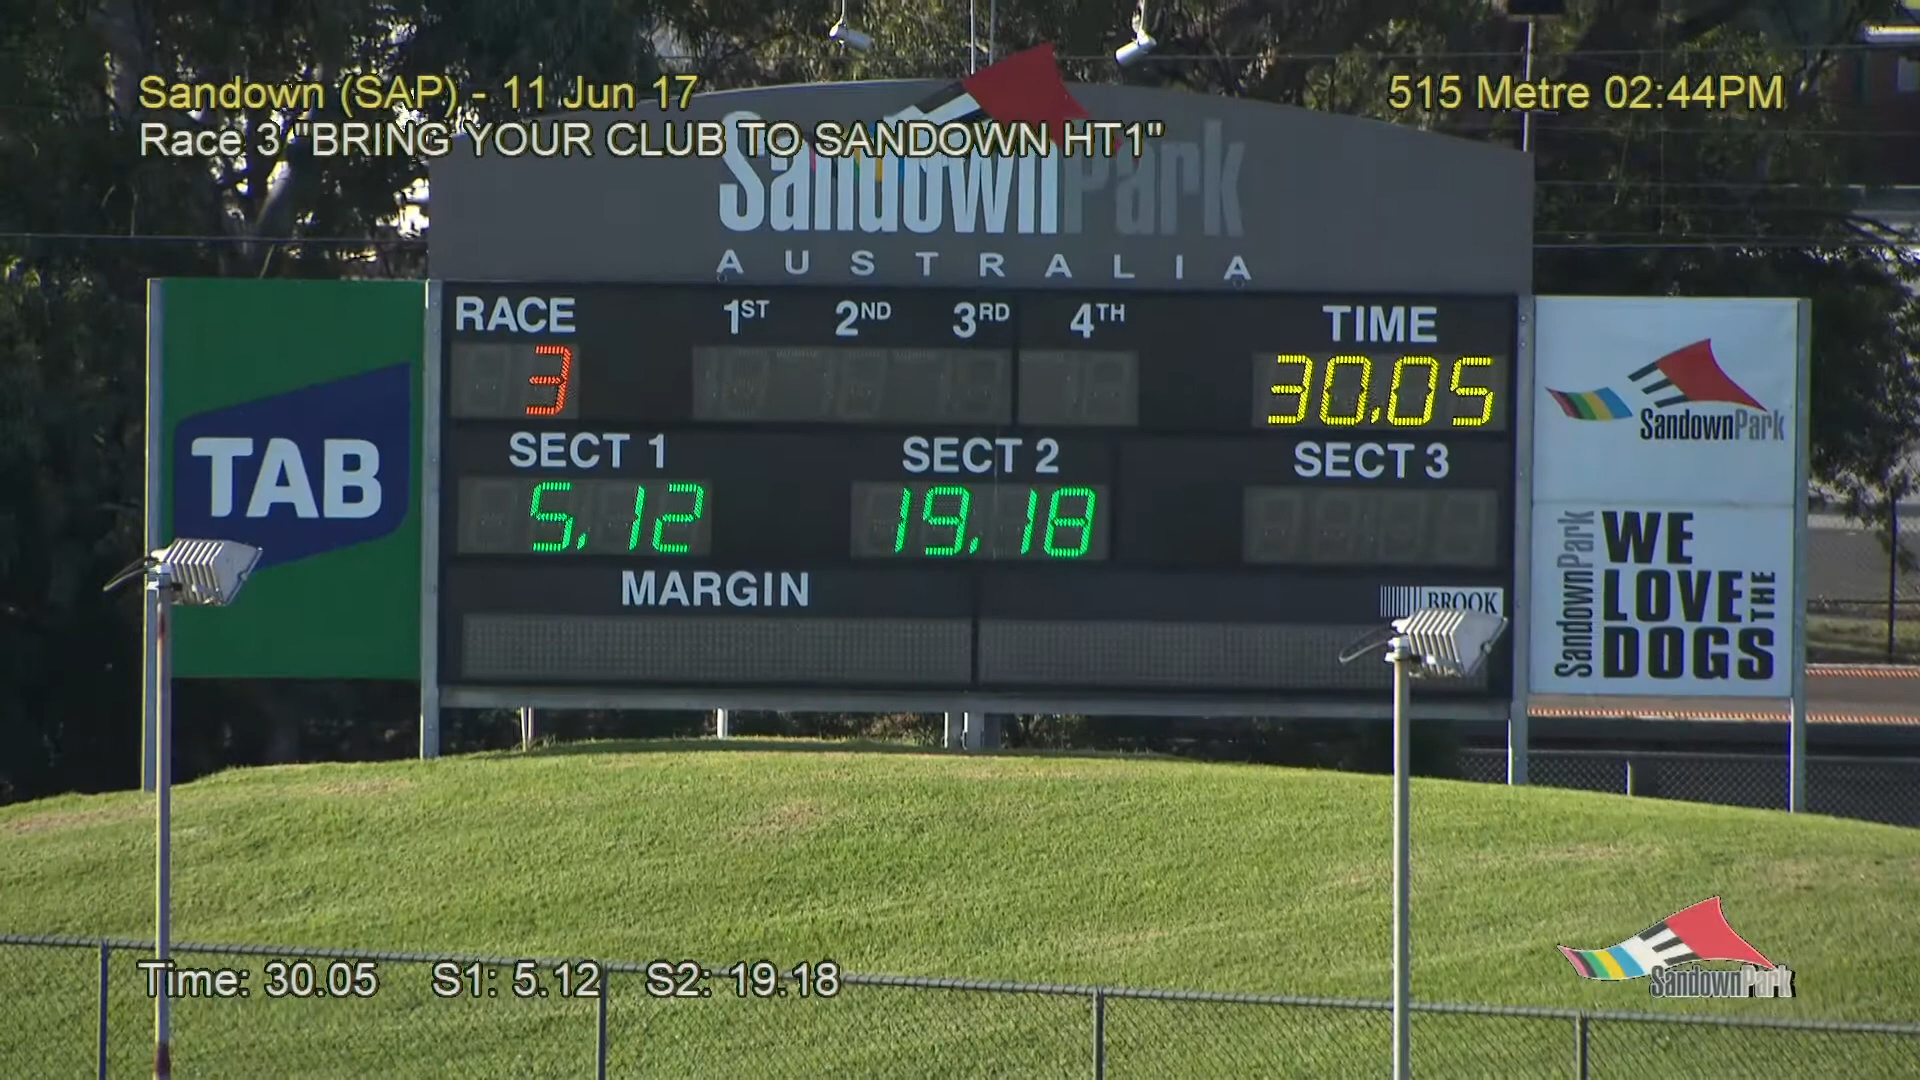 Sandown (SAP) - 11 Jun 17
515 Metre 02:44PM
Race 3 "BRING YOUR CLUB TO SANDOWN HT1"
SandownPark
AUSTRALIA
RACE 1ST 2ND 3RD 4TH TIME
3 30.05
SECT 1 SECT 2 SECT 3
5.12 19.18
MARGIN
BROOK
TAB
SandownPark
SandownPark
WE
LOVE THE
DOGS
Time: 30.05 S1: 5.12 S2: 19.18
SandownPark